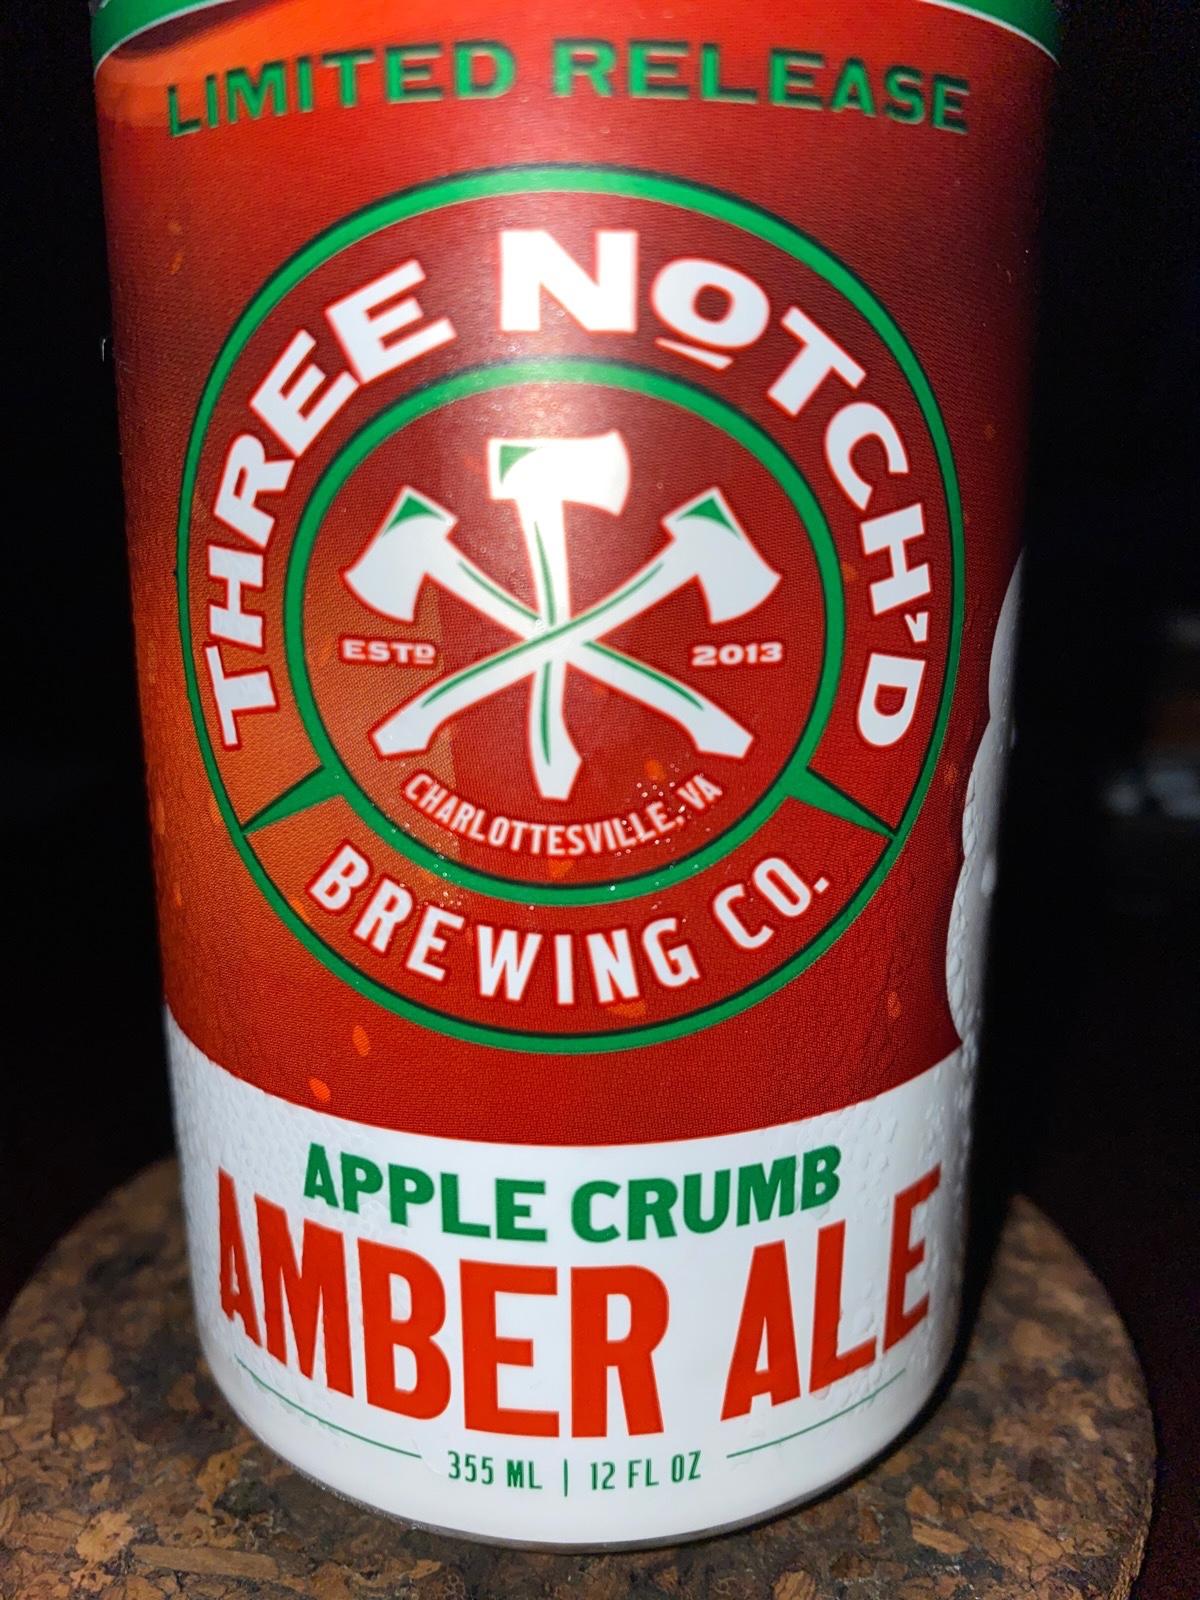 LIMITED RELEASE
THREE NOTCH'D
ESTD 2013
CHARLOTTESVILLE, VA
BREWING CO.
APPLE CRUMB
AMBER ALE
355 ML | 12 FL OZ